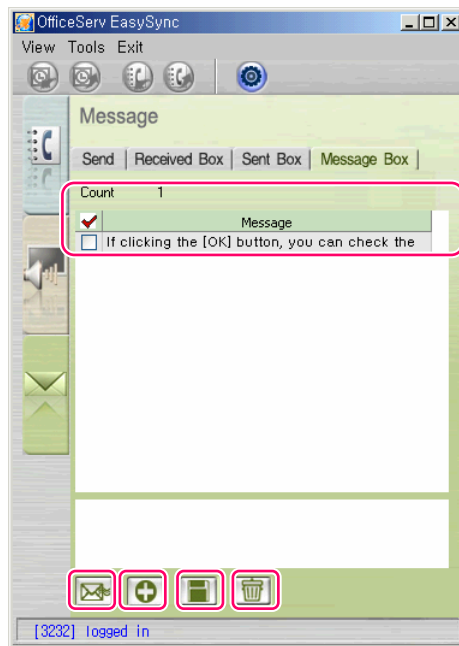 OfficeServ EasySync
View Tools Exit
Message
Send | Received Box | Sent Box | Message Box |
Count 1
Message
If clicking the [OK] button, you can check the
[3232] logged in